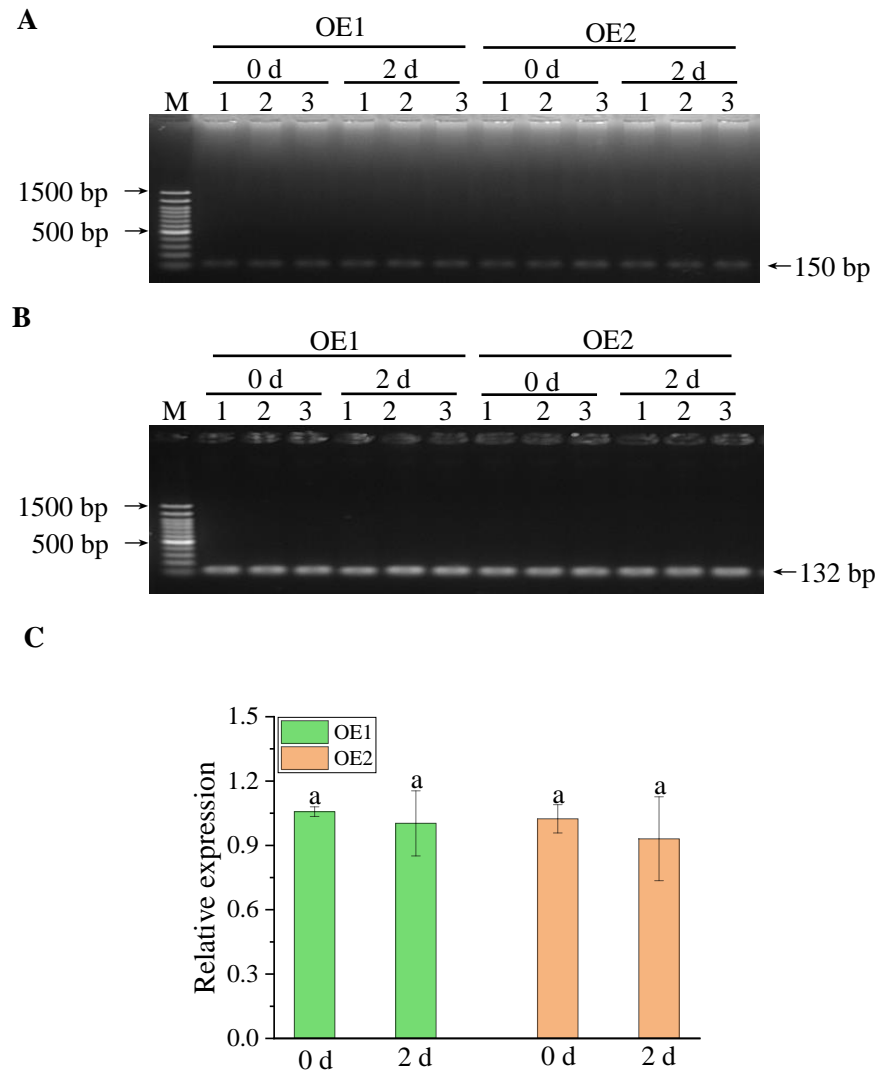 A
OE1 OE2
0 d 2 d 0 d 2 d
M 1 2 3 1 2 3 1 2 3 1 2 3
1500 bp
500 bp
150 bp
B
OE1 OE2
0 d 2 d 0 d 2 d
M 1 2 3 1 2 3 1 2 3 1 2 3
1500 bp
500 bp
132 bp
C
1.5
OE1
OE2
1.2
a a a a
0.9
Relative expression
0.6
0.3
0.0
0 d 2 d 0 d 2 d